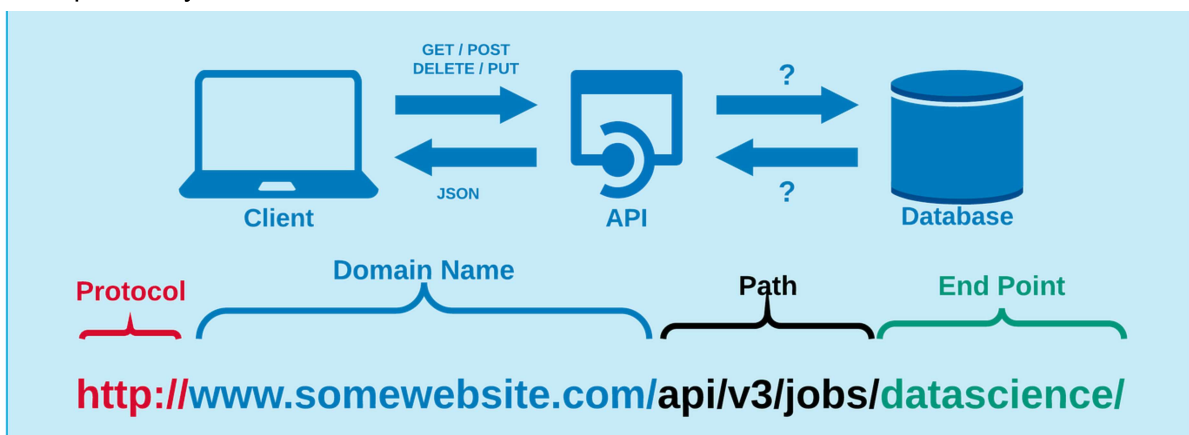 GET / POST
DELETE / PUT
?
JSON
?
Client
API
Database
Protocol
Domain Name
Path
End Point
http://www.somewebsite.com/api/v3/jobs/datascience/